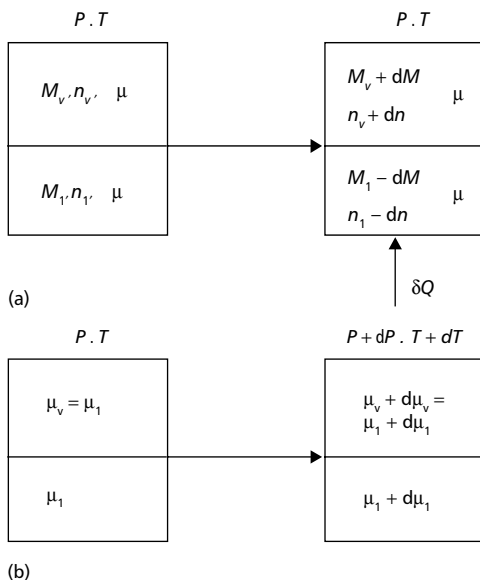 P . T P . T
M_v, n_v, μ
M_v + dM μ
n_v + dn
M_1, n_1, μ
M_1 − dM μ
n_1 − dn
(a)
δQ
P . T P + dP . T + dT
μ_v = μ_1
μ_v + dμ_v =
μ_1 + dμ_1
μ_1 μ_1 + dμ_1
(b)